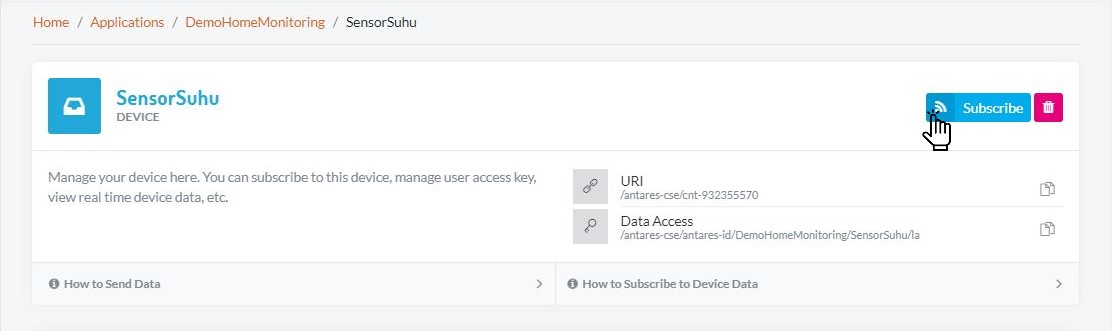 Home / Applications / DemoHomeMonitoring / SensorSuhu
SensorSuhu
DEVICE
Subscribe
Manage your device here. You can subscribe to this device, manage user access key,
view real time device data, etc.
URI
/antares-cse/cnt-932355570
Data Access
/antares-cse/antares-id/DemoHomeMonitoring/SensorSuhu/la
How to Send Data
How to Subscribe to Device Data